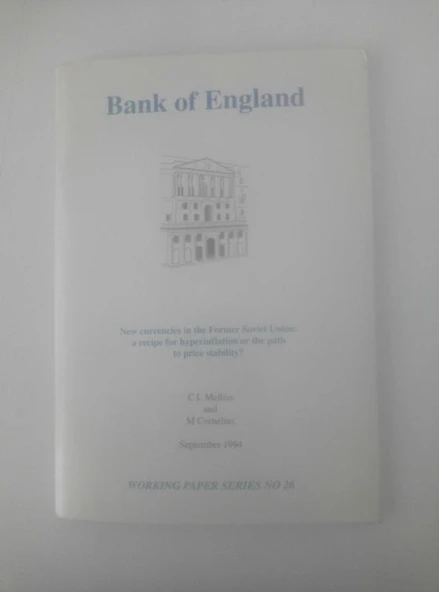 Bank of England
New currencies in the Former Soviet Union:
a recipe for hyperinflation or the path
to price stability?
C L Melliss
and
M Cornelius
September 1994
WORKING PAPER SERIES NO 26